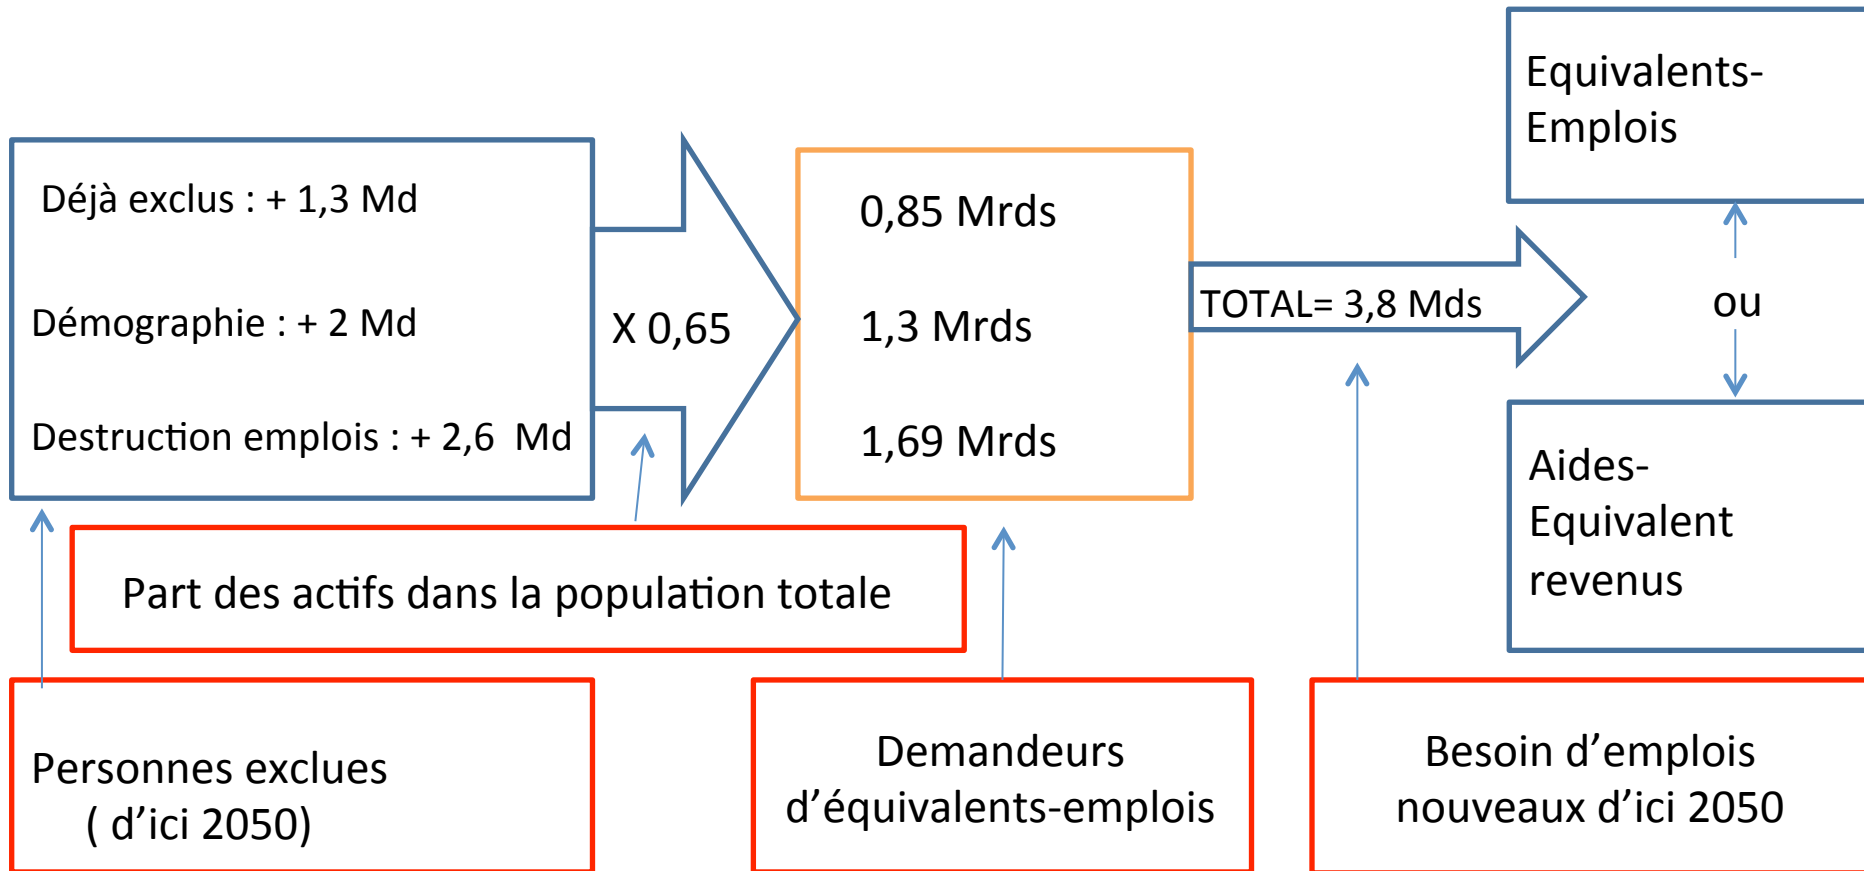 Equivalents-
Emplois
Déjà exclus : + 1,3 Md
Démographie : + 2 Md
Destruction emplois : + 2,6 Md
X 0,65
0,85 Mrds
1,3 Mrds
1,69 Mrds
TOTAL= 3,8 Mds
ou
Aides-
Equivalent
revenus
Part des actifs dans la population totale
Personnes exclues
( d’ici 2050)
Demandeurs
d’équivalents-emplois
Besoin d’emplois
nouveaux d’ici 2050